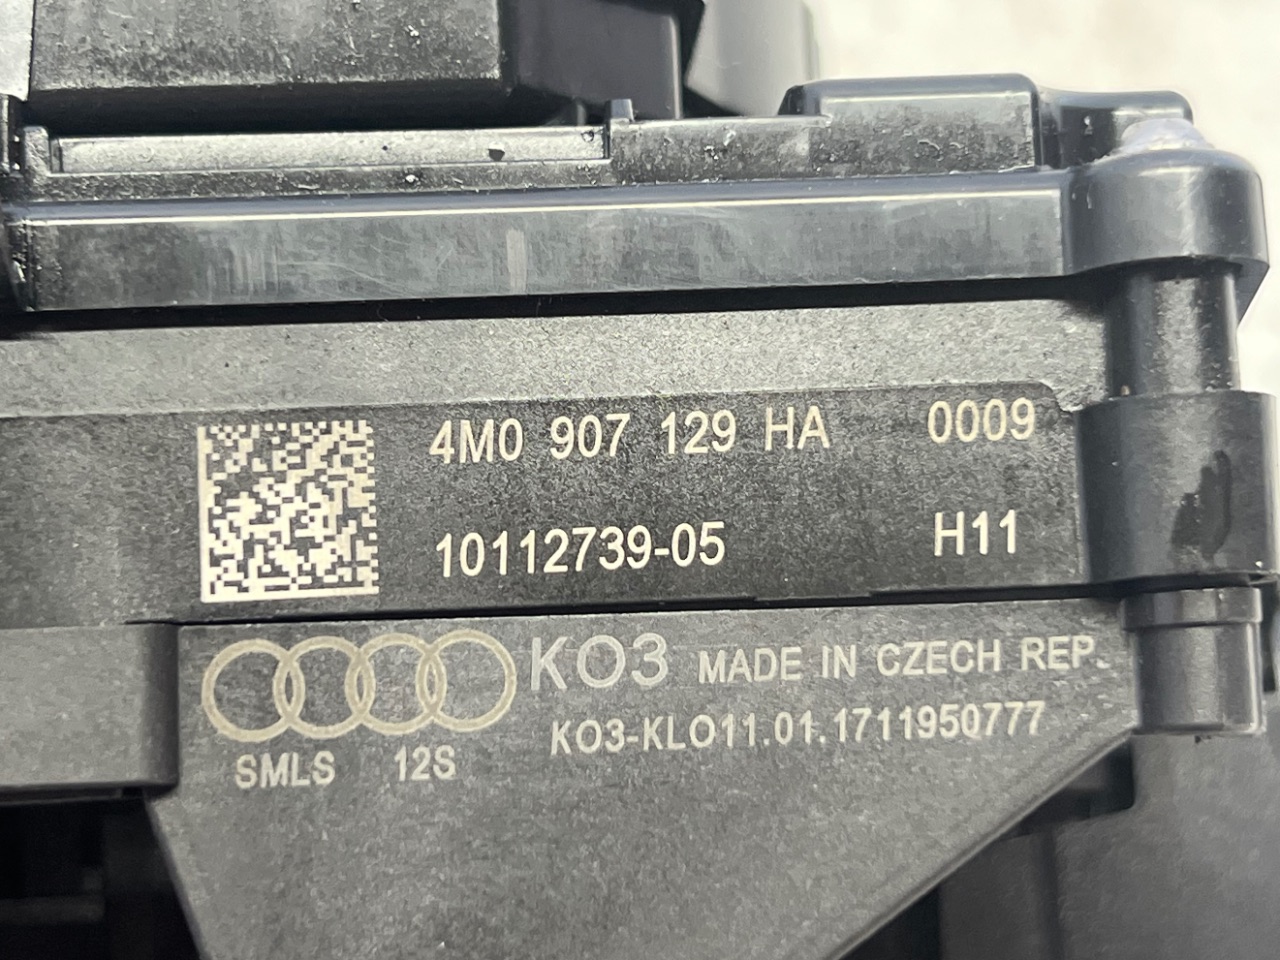 4M0 907 129 HA 0009
10112739-05 H11
KO3 MADE IN CZECH REP.
KO3-KLO11.01.1711950777
SMLS 12S